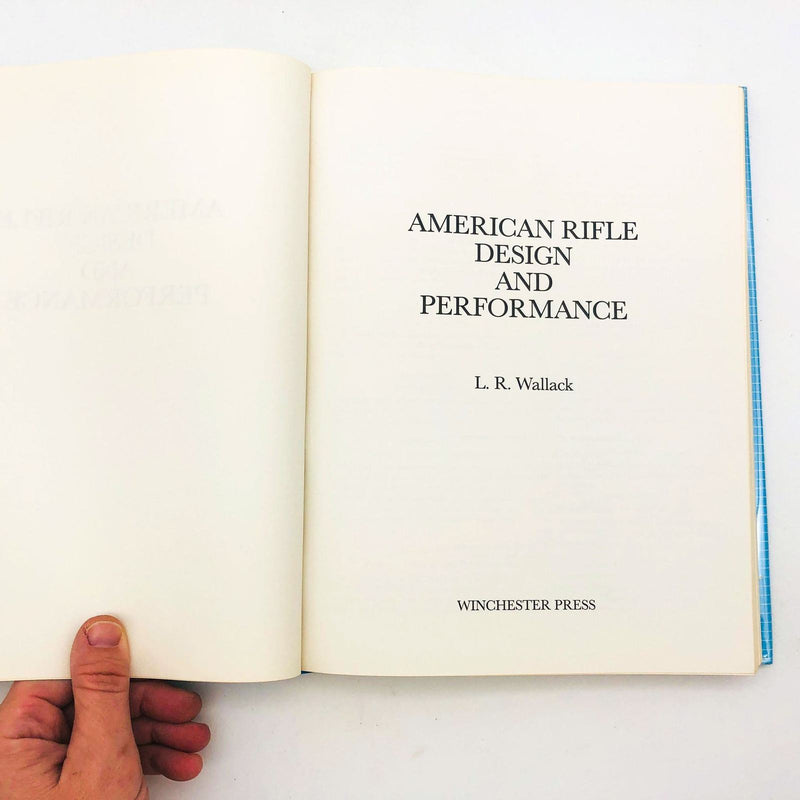 AMERICAN RIFLE
DESIGN
AND
PERFORMANCE
L. R. Wallack
WINCHESTER PRESS